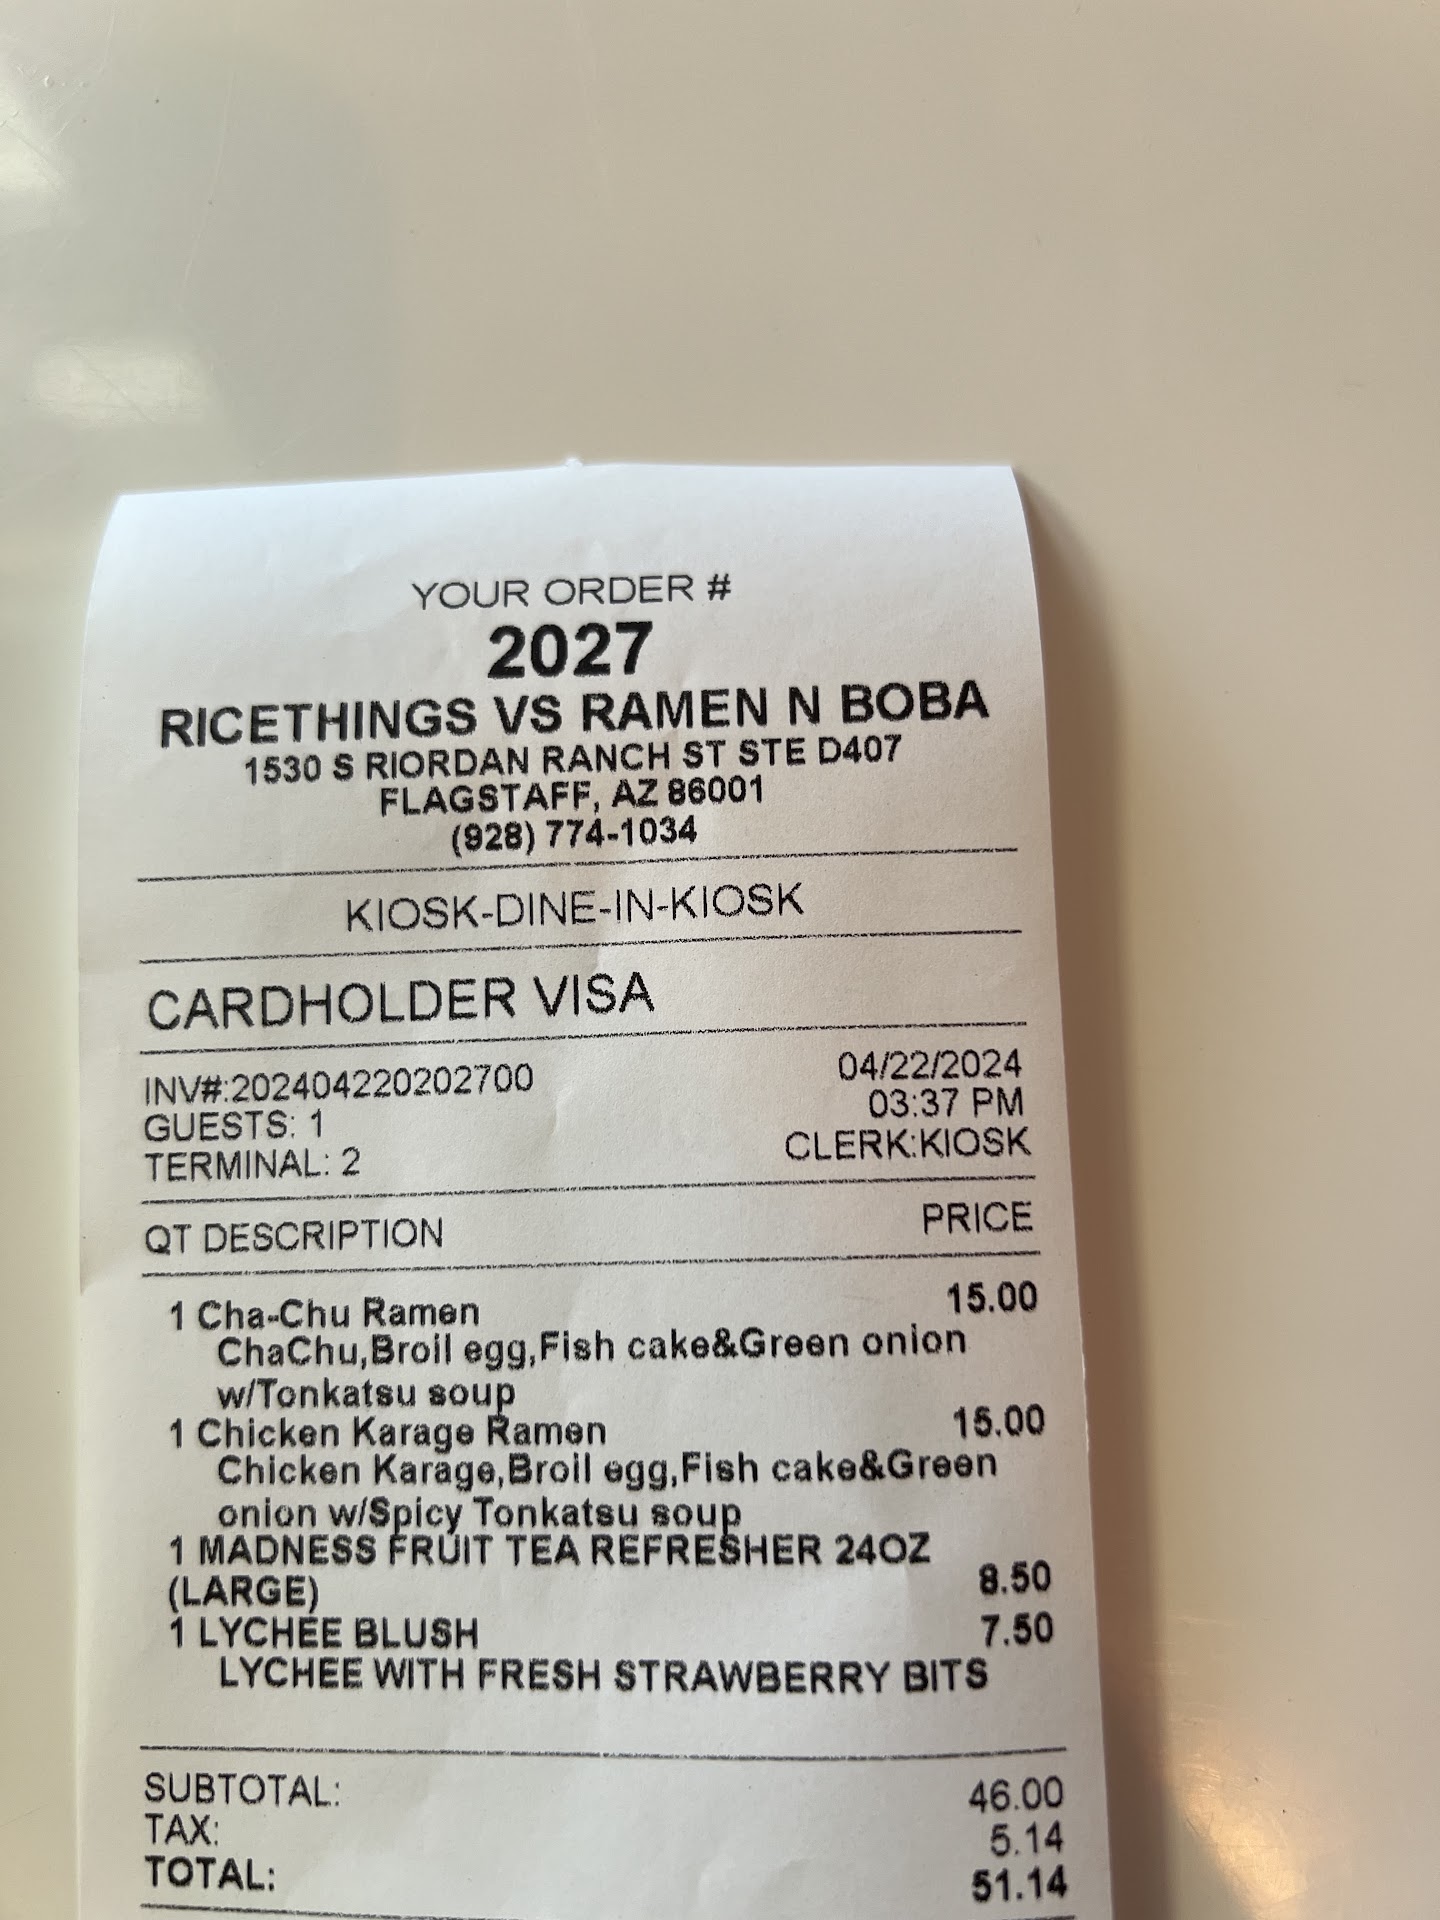 YOUR ORDER #
2027
RICETHINGS VS RAMEN N BOBA
1530 S RIORDAN RANCH ST STE D407
FLAGSTAFF, AZ 86001
(928) 774-1034
KIOSK-DINE-IN-KIOSK
CARDHOLDER VISA
INV#:202404220202700 04/22/2024
GUESTS: 1 03:37 PM
TERMINAL: 2 CLERK:KIOSK
QT DESCRIPTION PRICE
1 Cha-Chu Ramen 15.00
ChaChu,Broil egg,Fish cake&Green onion
w/Tonkatsu soup
1 Chicken Karage Ramen 15.00
Chicken Karage,Broil egg,Fish cake&Green
onion w/Spicy Tonkatsu soup
1 MADNESS FRUIT TEA REFRESHER 24OZ
(LARGE) 8.50
1 LYCHEE BLUSH 7.50
LYCHEE WITH FRESH STRAWBERRY BITS
SUBTOTAL: 46.00
TAX: 5.14
TOTAL: 51.14